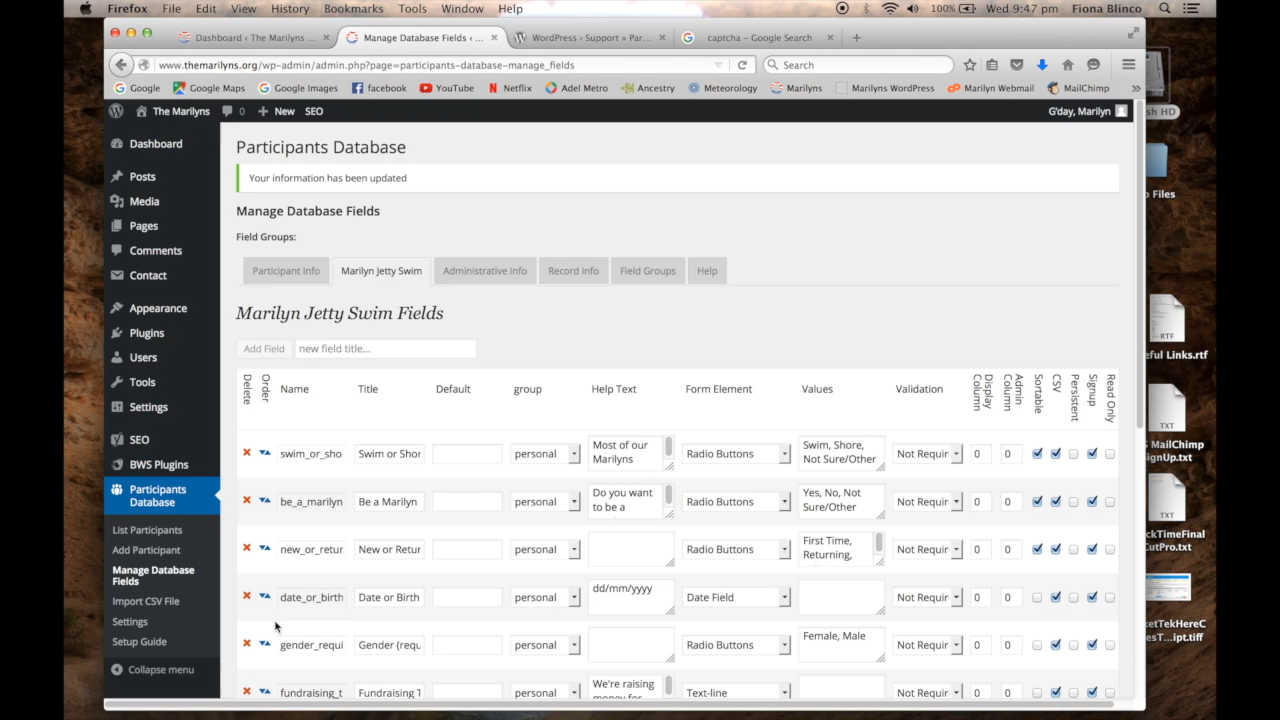 Firefox File Edit View History Bookmarks Tools Window Help 100% Wed 9:47 pm Fiona Blinco
Dashboard ‹ The Marilyns ... Manage Database Fields ‹ ... WordPress › Support » Par... captcha - Google Search
www.themarilyns.org/wp-admin/admin.php?page=participants-database-manage_fields Search
Google Google Maps Google Images facebook YouTube Netflix Adel Metro Ancestry Meteorology Marilyns Marilyns WordPress Marilyn Webmail MailChimp
The Marilyns 0 New SEO G'day, Marilyn
sh HD
Files
RTF
eful Links.rtf
TXT
MailChimp
ignUp.txt
TXT
ckTimeFinal
CutPro.txt
ketTekHereC
esT...ipt.tiff
Dashboard
Posts
Media
Pages
Comments
Contact
Appearance
Plugins
Users
Tools
Settings
SEO
BWS Plugins
Participants
Database
List Participants
Add Participant
Manage Database
Fields
Import CSV File
Settings
Setup Guide
Collapse menu
Participants Database
Your information has been updated
Manage Database Fields
Field Groups:
Participant Info Marilyn Jetty Swim Administrative Info Record Info Field Groups Help
Marilyn Jetty Swim Fields
Add Field new field title...
Delete Order Name Title Default group Help Text Form Element Values Validation Display Column Admin Column Sortable CSV Persistent Signup Read Only
swim_or_sho Swim or Shor personal Most of our Marilyns Radio Buttons Swim, Shore, Not Sure/Other Not Requir 0 0
be_a_marilyn Be a Marilyn personal Do you want to be a Radio Buttons Yes, No, Not Sure/Other Not Requir 0 0
new_or_retur New or Retur personal Radio Buttons First Time, Returning, Not Requir 0 0
date_or_birth Date or Birth personal dd/mm/yyyy Date Field Not Requir 0 0
gender_requi Gender (requ personal Radio Buttons Female, Male Not Requir 0 0
fundraising_t Fundraising T personal We're raising money for Text-line Not Requir 0 0